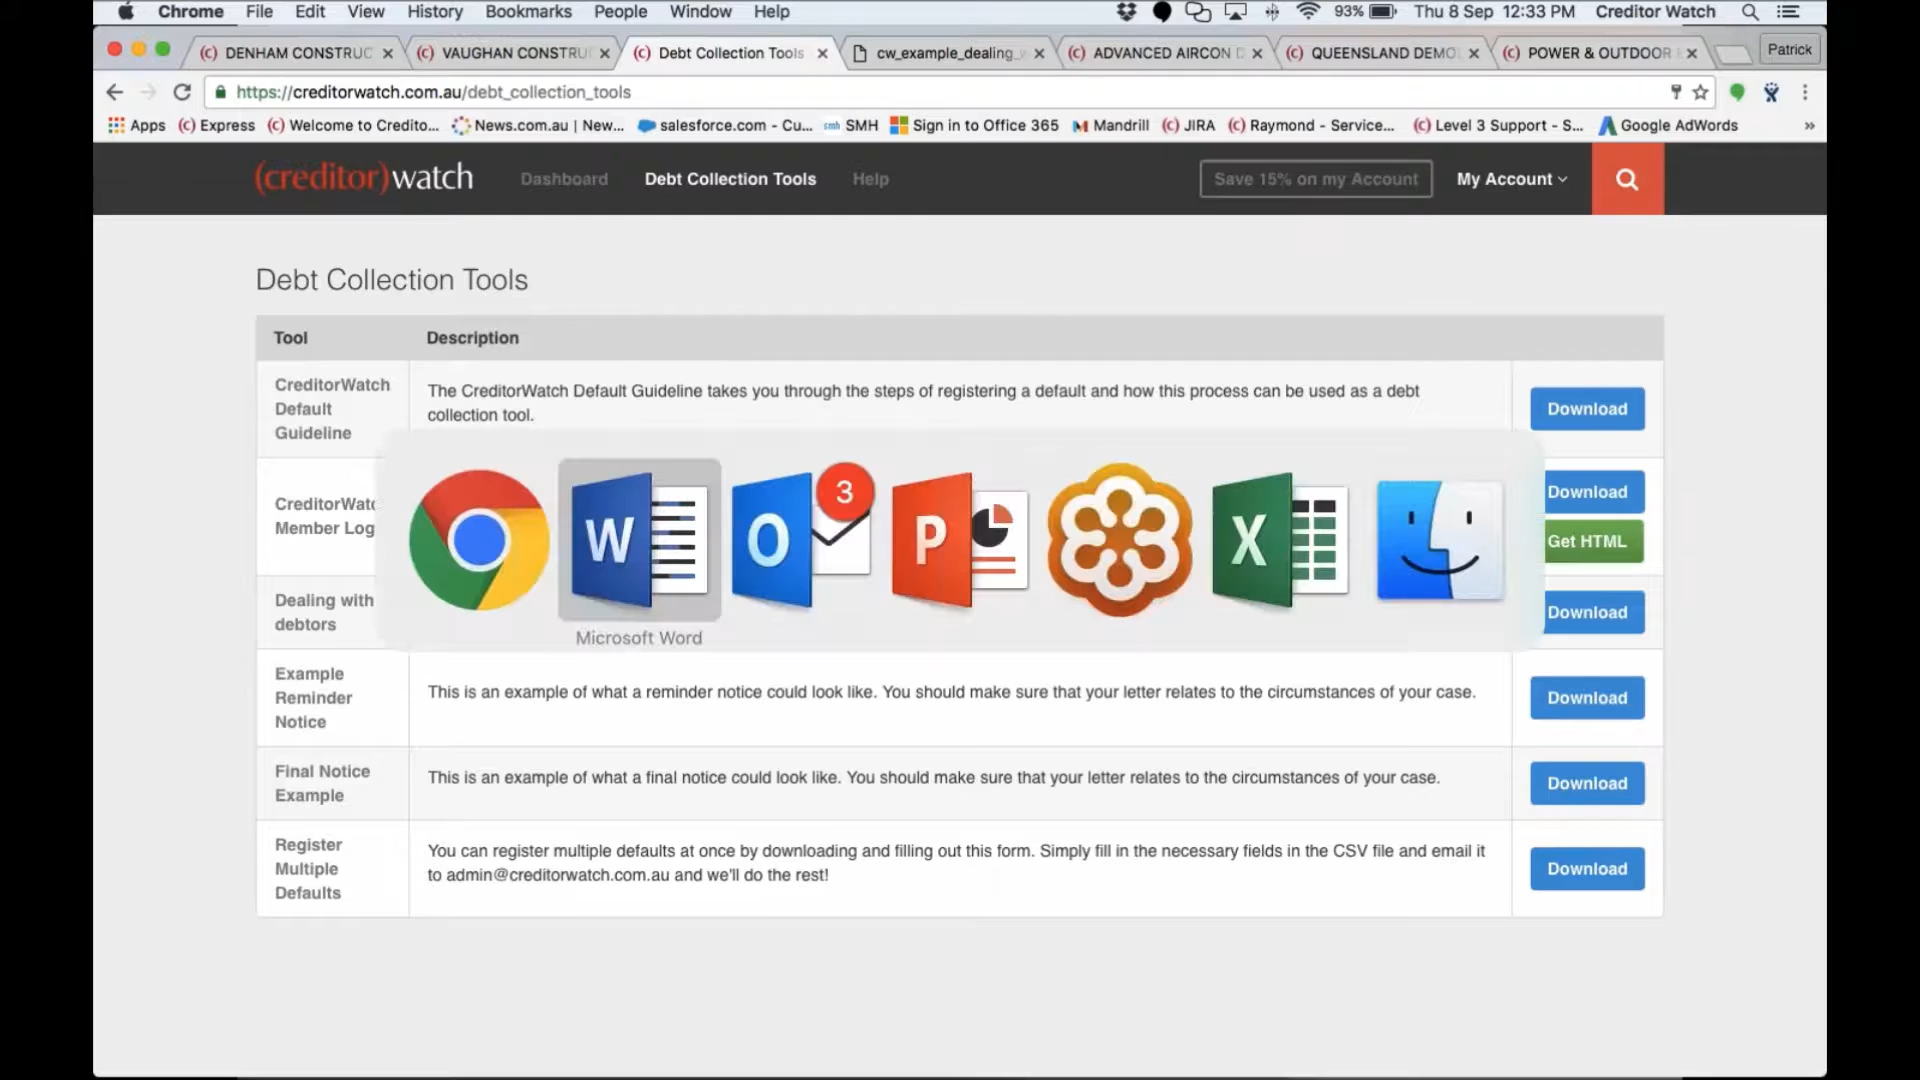 Chrome File Edit View History Bookmarks People Window Help 93% Thu 8 Sep 12:33 PM Creditor Watch
(c) DENHAM CONSTRUC (c) VAUGHAN CONSTRU (c) Debt Collection Tools cw_example_dealing_ (c) ADVANCED AIRCON (c) QUEENSLAND DEMO (c) POWER & OUTDOOR Patrick
https://creditorwatch.com.au/debt_collection_tools
Apps (c) Express (c) Welcome to Credito... News.com.au | New... salesforce.com - Cu... smh SMH Sign in to Office 365 Mandrill (c) JIRA (c) Raymond - Service... (c) Level 3 Support - S... Google AdWords »
(creditor)watch Dashboard Debt Collection Tools Help Save 15% on my Account My Account
Debt Collection Tools
Tool Description
CreditorWatch
Default
Guideline
The CreditorWatch Default Guideline takes you through the steps of registering a default and how this process can be used as a debt
collection tool.
Download
CreditorWatc
Member Log
Download
Get HTML
Dealing with
debtors
Download
W O 3 P X
Microsoft Word
Example
Reminder
Notice
This is an example of what a reminder notice could look like. You should make sure that your letter relates to the circumstances of your case.
Download
Final Notice
Example
This is an example of what a final notice could look like. You should make sure that your letter relates to the circumstances of your case.
Download
Register
Multiple
Defaults
You can register multiple defaults at once by downloading and filling out this form. Simply fill in the necessary fields in the CSV file and email it
to admin@creditorwatch.com.au and we'll do the rest!
Download